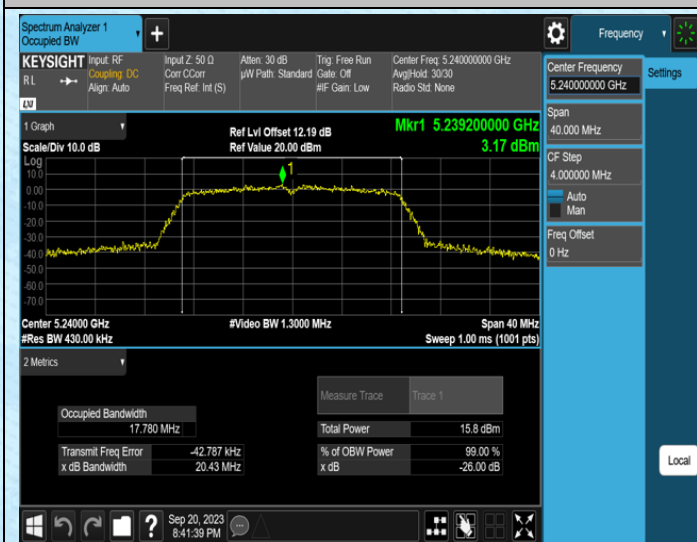 Spectrum Analyzer 1
Occupied BW
+
Frequency
KEYSIGHT
R L
LXI
Input: RF
Coupling: DC
Align: Auto
Input Z: 50 Ω
Corr CCorr
Freq Ref: Int (S)
Atten: 30 dB
µW Path: Standard
Trig: Free Run
Gate: Off
#IF Gain: Low
Center Freq: 5.240000000 GHz
Avg|Hold: 30/30
Radio Std: None
Center Frequency
5.240000000 GHz
Settings
Span
40.000 MHz
CF Step
4.000000 MHz
Auto
Man
Freq Offset
0 Hz
1 Graph
Scale/Div 10.0 dB
Ref Lvl Offset 12.19 dB
Ref Value 20.00 dBm
Mkr1 5.239200000 GHz
3.17 dBm
Log
10.0
0.00
-10.0
-20.0
-30.0
-40.0
-50.0
-60.0
-70.0
1
Center 5.24000 GHz
#Res BW 430.00 kHz
#Video BW 1.3000 MHz
Span 40 MHz
Sweep 1.00 ms (1001 pts)
2 Metrics
Measure Trace Trace 1
Occupied Bandwidth
17.780 MHz
Total Power 15.8 dBm
Transmit Freq Error -42.787 kHz
% of OBW Power 99.00 %
x dB Bandwidth 20.43 MHz
x dB -26.00 dB
Local
?
Sep 20, 2023
8:41:39 PM